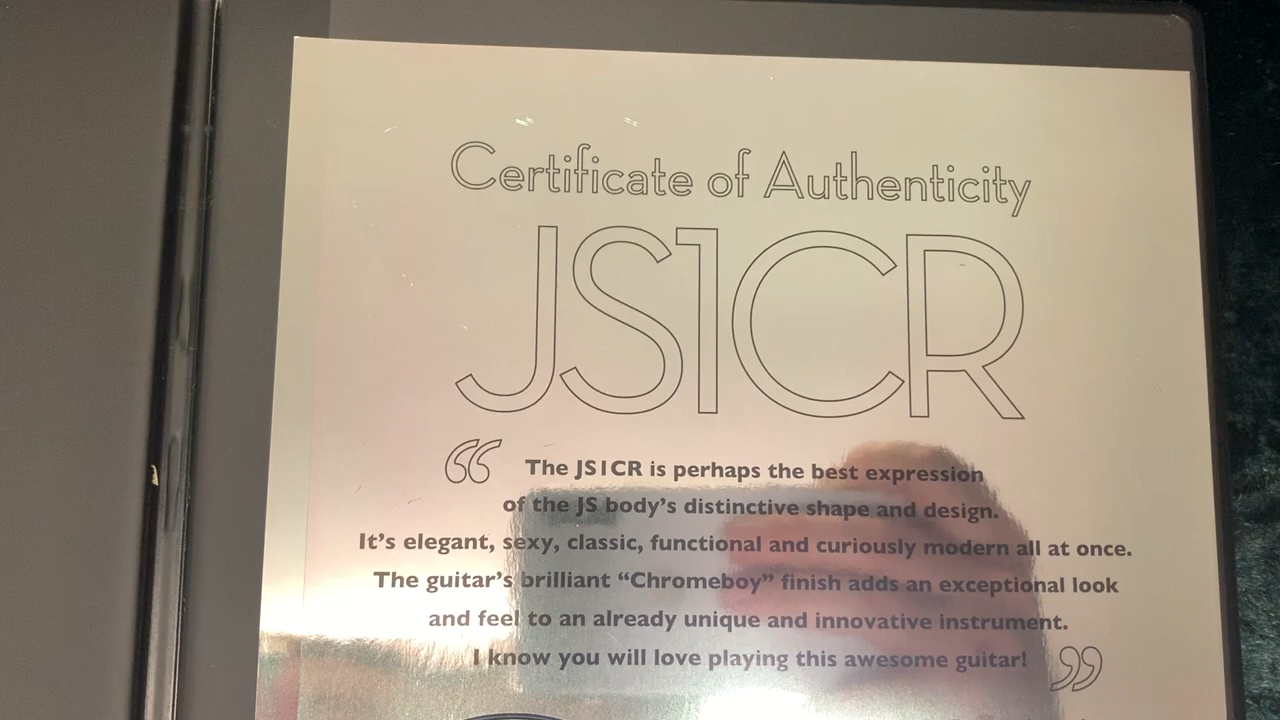 Certificate of Authenticity
JS1CR
“ The JS1CR is perhaps the best expression
of the JS body’s distinctive shape and design.
It’s elegant, sexy, classic, functional and curiously modern all at once.
The guitar’s brilliant “Chromeboy” finish adds an exceptional look
and feel to an already unique and innovative instrument.
I know you will love playing this awesome guitar! ”